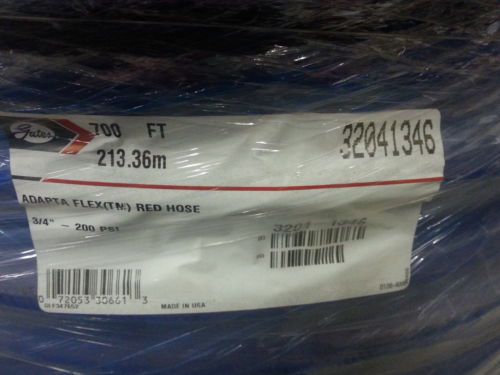 Gates
700 FT
213.36m
32041346
ADAPTA FLEX(TM) RED HOSE
3/4" - 200 PSI
0 72053 30661 3
MADE IN USA